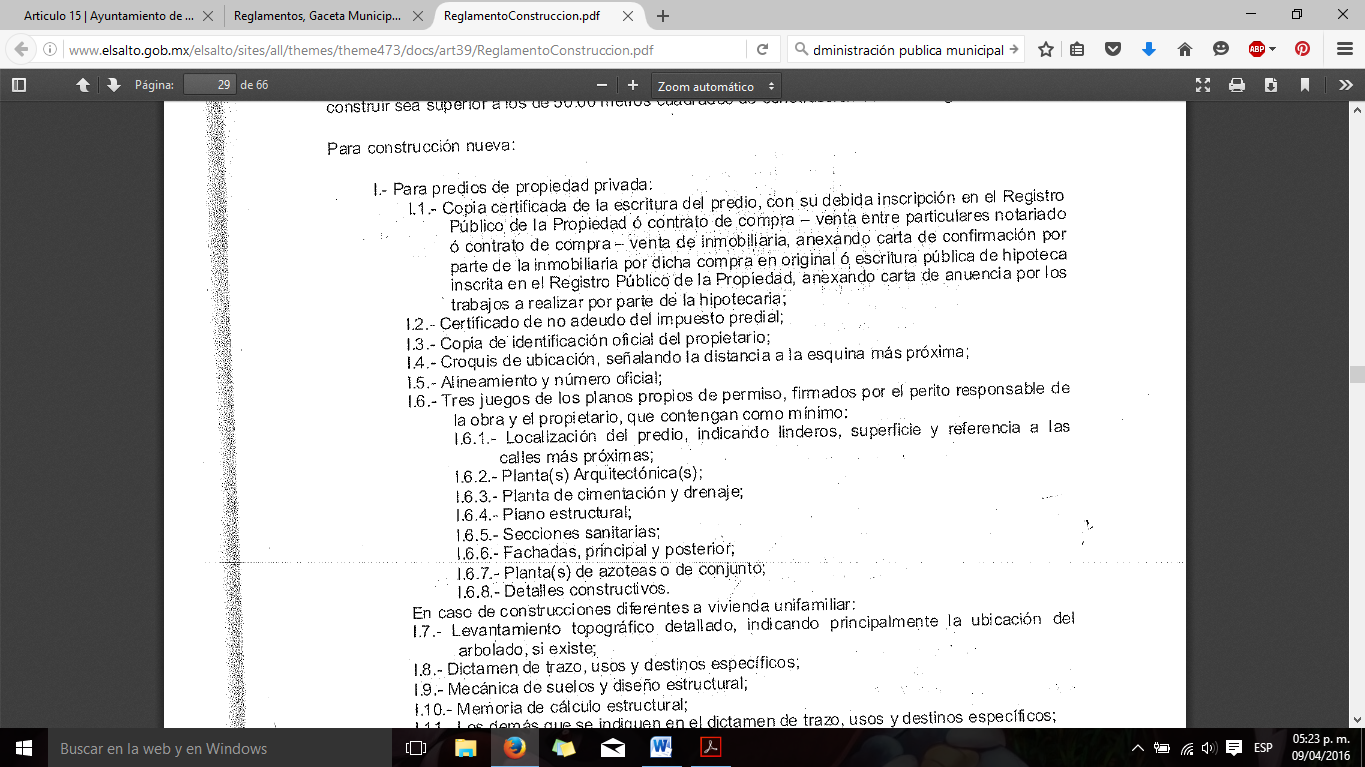 Articulo 15 | Ayuntamiento de ...
Reglamentos, Gaceta Municip...
ReglamentoConstruccion.pdf
www.elsalto.gob.mx/elsalto/sites/all/themes/theme473/docs/art39/ReglamentoConstruccion.pdf
dministración publica municipal
ABP
Página: 29 de 66
Zoom automático
construir sea superior a los de 50.00 metros cuadrados de construcción
Para construcción nueva:
I.- Para predios de propiedad privada:
I.1.- Copia certificada de la escritura del predio, con su debida inscripción en el Registro
Público de la Propiedad ó contrato de compra – venta entre particulares notariado
ó contrato de compra – venta de inmobiliaria, anexando carta de confirmación por
parte de la inmobiliaria por dicha compra en original ó escritura pública de hipoteca
inscrita en el Registro Público de la Propiedad, anexando carta de anuencia por los
trabajos a realizar por parte de la hipotecaria;
I.2.- Certificado de no adeudo del impuesto predial;
I.3.- Copia de identificación oficial del propietario;
I.4.- Croquis de ubicación, señalando la distancia a la esquina más próxima;
I.5.- Alineamiento y número oficial;
I.6.- Tres juegos de los planos propios de permiso, firmados por el perito responsable de
la obra y el propietario, que contengan como mínimo:
I.6.1.- Localización del predio, indicando linderos, superficie y referencia a las
calles más próximas;
I.6.2.- Planta(s) Arquitectónica(s);
I.6.3.- Planta de cimentación y drenaje;
I.6.4.- Plano estructural;
I.6.5.- Secciones sanitarias;
I.6.6.- Fachadas, principal y posterior;
I.6.7.- Planta(s) de azoteas o de conjunto;
I.6.8.- Detalles constructivos.
En caso de construcciones diferentes a vivienda unifamiliar:
I.7.- Levantamiento topográfico detallado, indicando principalmente la ubicación del
arbolado, si existe;
I.8.- Dictamen de trazo, usos y destinos específicos;
I.9.- Mecánica de suelos y diseño estructural;
I.10.- Memoria de cálculo estructural;
I.11.- Los demás que se indiquen en el dictamen de trazo, usos y destinos específicos;
Buscar en la web y en Windows
ESP
05:23 p. m.
09/04/2016